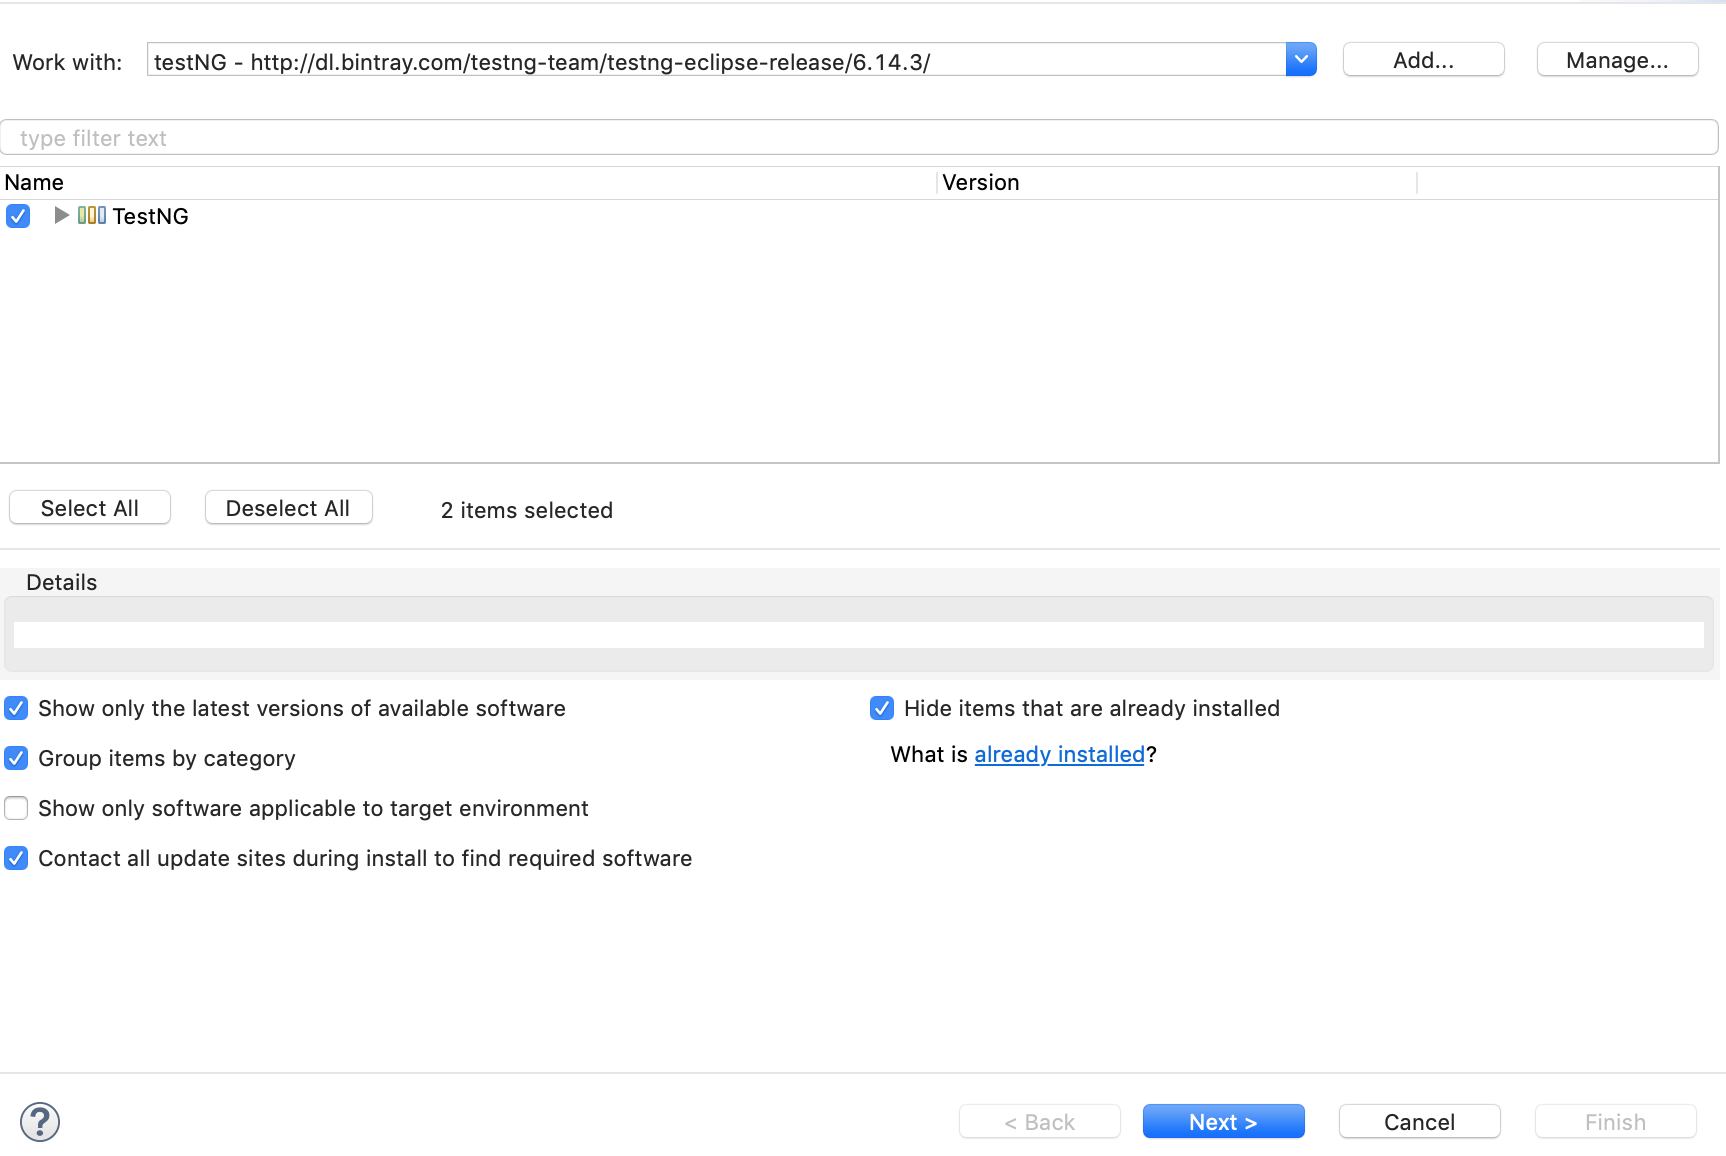 Work with: testNG - http://dl.bintray.com/testng-team/testng-eclipse-release/6.14.3/ Add... Manage...
type filter text
Name Version
TestNG
Select All Deselect All 2 items selected
Details
Show only the latest versions of available software Hide items that are already installed
Group items by category What is already installed?
Show only software applicable to target environment
Contact all update sites during install to find required software
? < Back Next > Cancel Finish